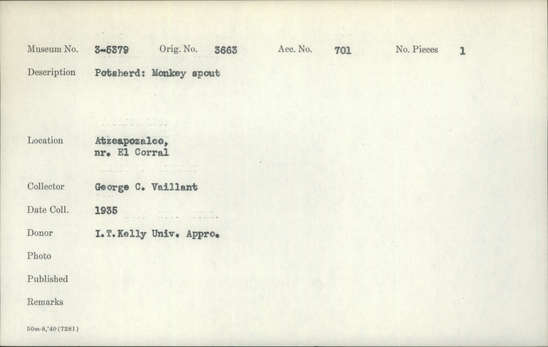 Museum No. 3-5379 Orig. No. 3663 Acc. No. 701 No. Pieces 1
Description Potsherd: Monkey spout
Location Atzcapozalco,
nr. El Corral
Collector George C. Vaillant
Date Coll. 1935
Donor I.T.Kelly Univ. Appro.
Photo
Published
Remarks
50m-8,'40(7281)